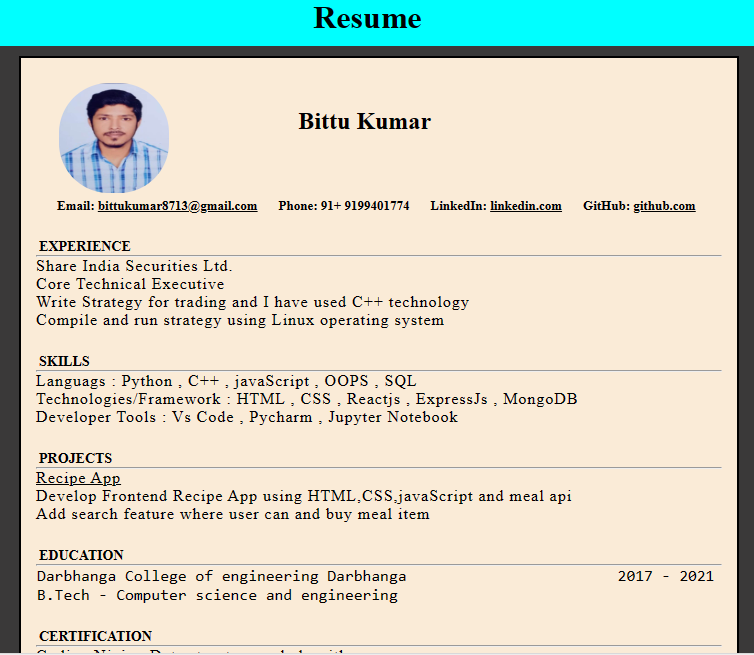 Resume
Bittu Kumar
Email: bittukumar8713@gmail.com Phone: 91+ 9199401774 LinkedIn: linkedin.com GitHub: github.com
EXPERIENCE
Share India Securities Ltd.
Core Technical Executive
Write Strategy for trading and I have used C++ technology
Compile and run strategy using Linux operating system
SKILLS
Languags : Python , C++ , javaScript , OOPS , SQL
Technologies/Framework : HTML , CSS , Reactjs , ExpressJs , MongoDB
Developer Tools : Vs Code , Pycharm , Jupyter Notebook
PROJECTS
Recipe App
Develop Frontend Recipe App using HTML,CSS,javaScript and meal api
Add search feature where user can and buy meal item
EDUCATION
Darbhanga College of engineering Darbhanga 2017 - 2021
B.Tech - Computer science and engineering
CERTIFICATION